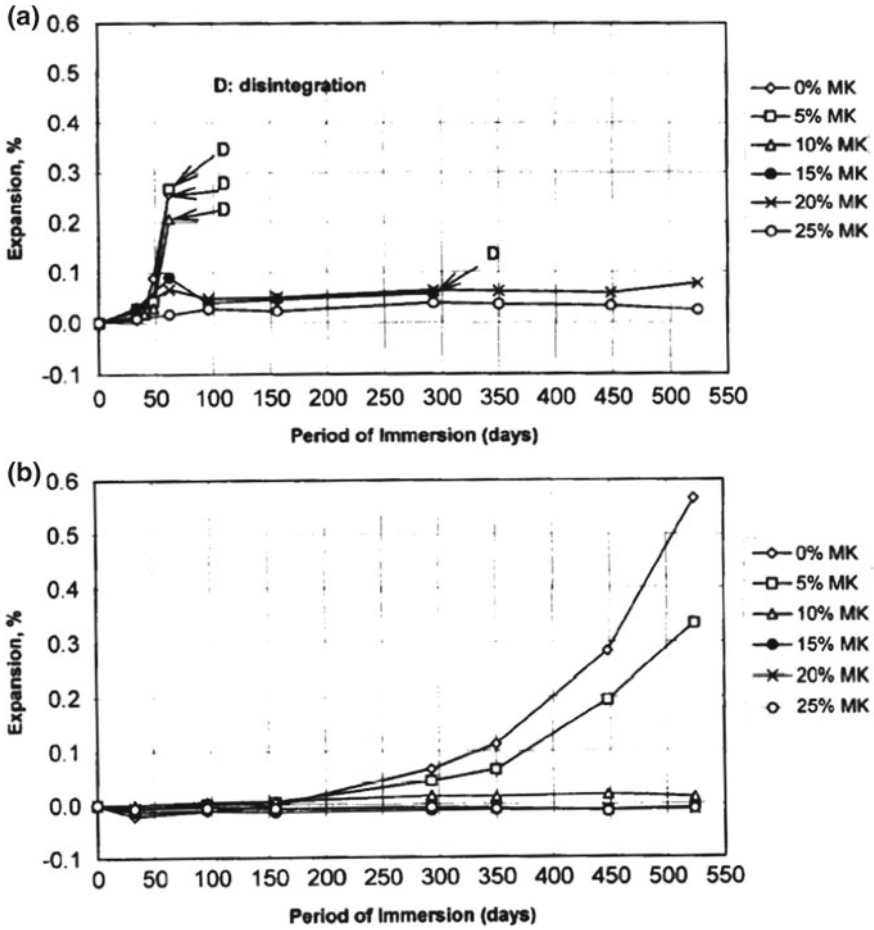 (a)
0.6
0.5
0.4
0.3
0.2
0.1
0.0
-0.1
Expansion, %
D: disintegration
D
D
D
D
0 50 100 150 200 250 300 350 400 450 500 550
Period of Immersion (days)
0% MK
5% MK
10% MK
15% MK
20% MK
25% MK
(b)
0.6
0.5
0.4
0.3
0.2
0.1
0.0
-0.1
Expansion, %
0 50 100 150 200 250 300 350 400 450 500 550
Period of Immersion (days)
0% MK
5% MK
10% MK
15% MK
20% MK
25% MK